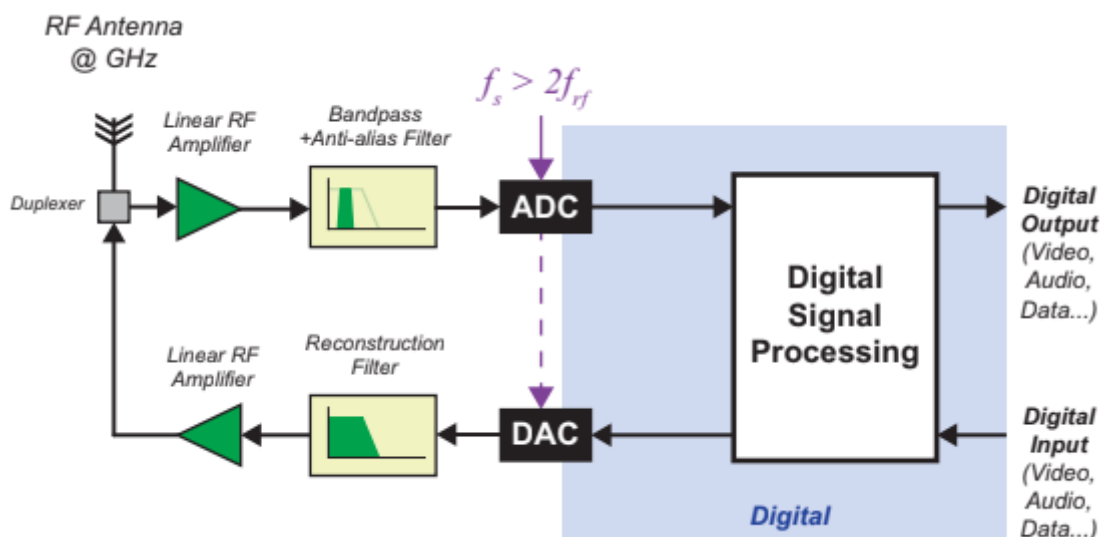 RF Antenna
@ GHz
Linear RF
Amplifier
Bandpass
+Anti-alias Filter
fs > 2frf
Duplexer
ADC
Digital
Signal
Processing
Digital
Output
(Video,
Audio,
Data...)
Linear RF
Amplifier
Reconstruction
Filter
DAC
Digital
Input
(Video,
Audio,
Data...)
Digital